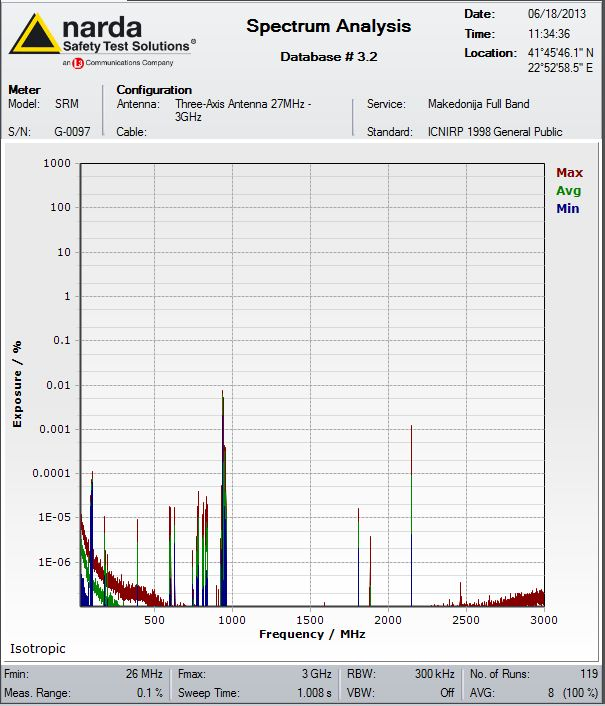 narda
Safety Test Solutions
®
an L3 Communications Company
Spectrum Analysis
Database # 3.2
Date: 06/18/2013
Time: 11:34:36
Location: 41°45'46.1" N
22°52'58.5" E
Meter
Model: SRM
S/N: G-0097
Configuration
Antenna: Three-Axis Antenna 27MHz -
3GHz
Cable:
Service: Makedonija Full Band
Standard: ICNIRP 1998 General Public
1000
100
10
1
0.1
0.01
0.001
0.0001
1E-05
1E-06
Exposure / %
Max
Avg
Min
500 1000 1500 2000 2500 3000
Frequency / MHz
Isotropic
Fmin: 26 MHz Fmax: 3 GHz RBW: 300 kHz No. of Runs: 119
Meas. Range: 0.1 % Sweep Time: 1.008 s VBW: Off AVG: 8 (100 %)